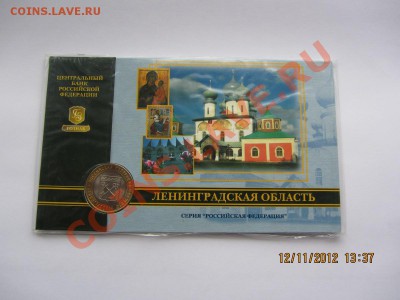 COINS.LAVE.RU
ЦЕНТРАЛЬНЫЙ
БАНК
РОССИЙСКОЙ
ФЕДЕРАЦИИ
ЛЕНИНГРАДСКАЯ ОБЛАСТЬ
СЕРИЯ "РОССИЙСКАЯ ФЕДЕРАЦИЯ"
COINS.LAVE.RU
12/11/2012 13:37